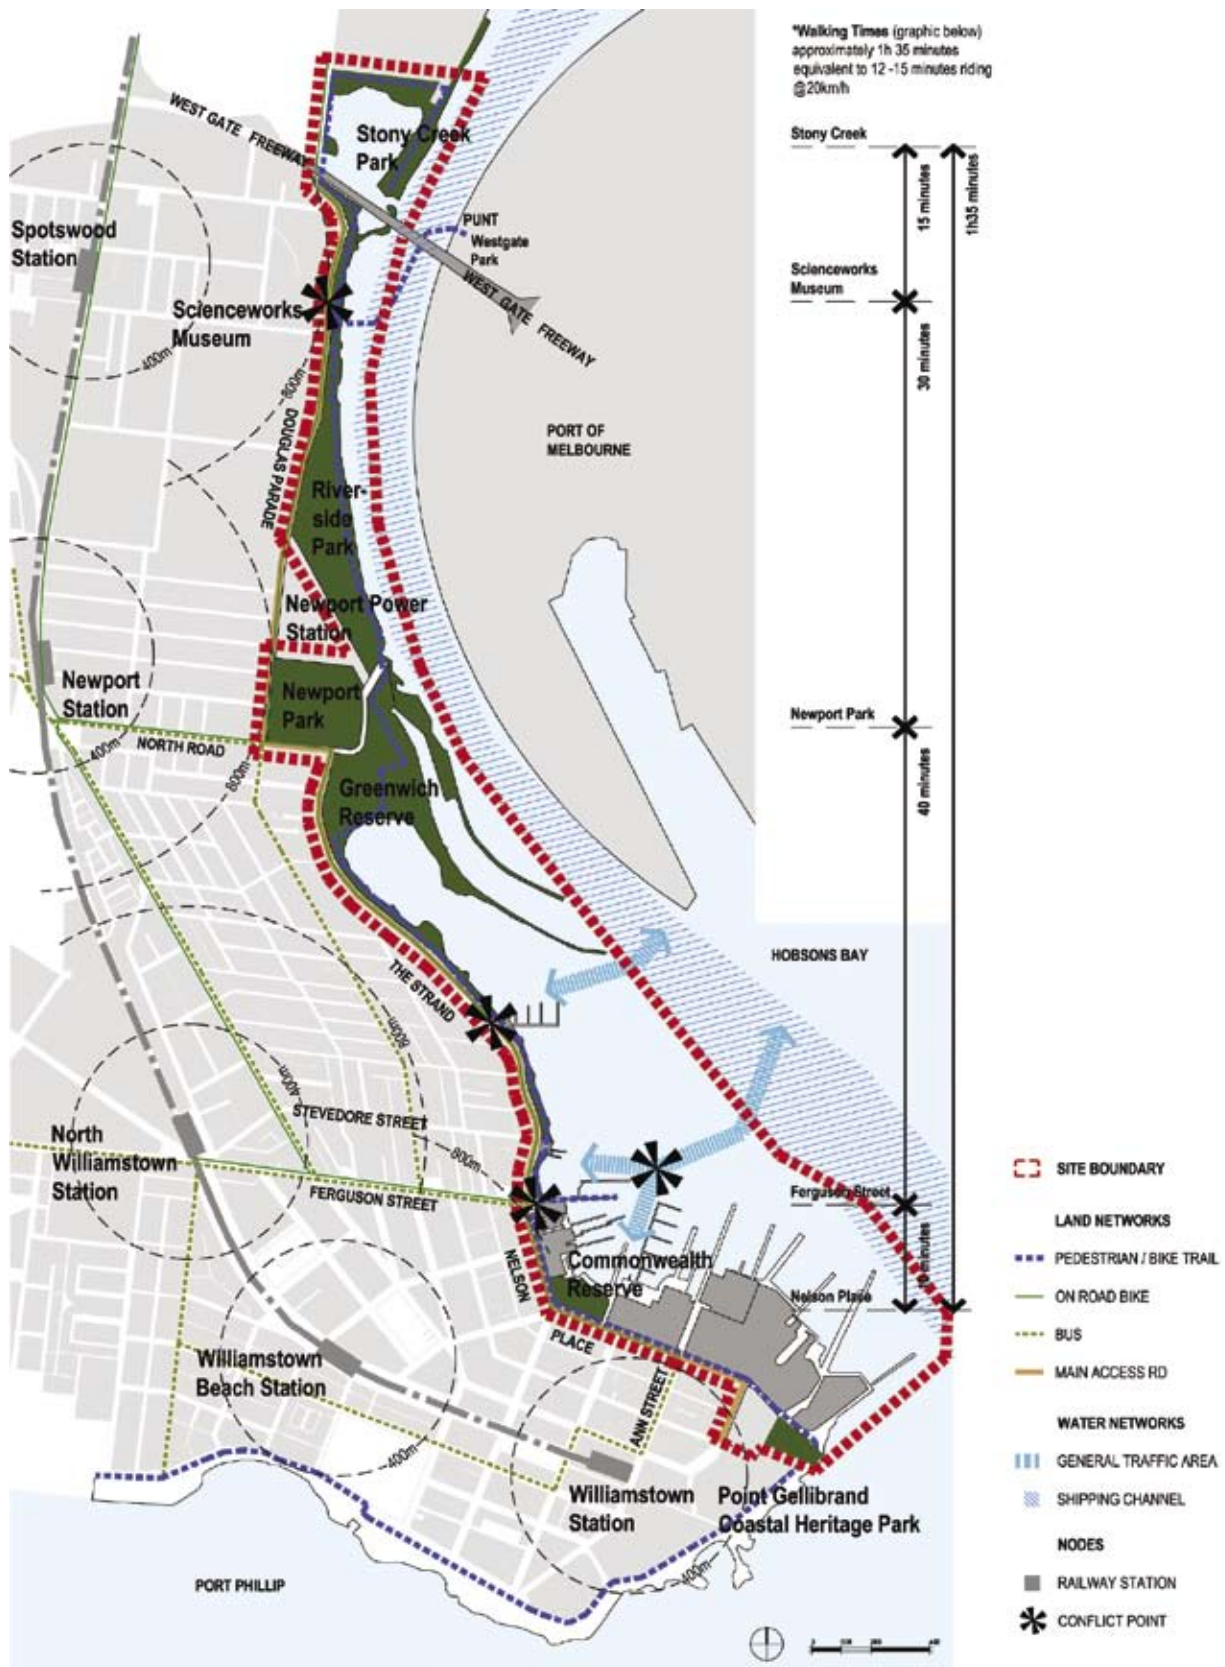 *Walking Times (graphic below)
approximately 1h 35 minutes
equivalent to 12 -15 minutes riding
@20km/h
Stony Creek
15 minutes
1h35 minutes
Scienceworks
Museum
30 minutes
Newport Park
40 minutes
Ferguson Street
10 minutes
Nelson Place
WEST GATE FREEWAY
Stony Creek
Park
Spotswood
Station
PUNT
Westgate
Park
WEST GATE FREEWAY
Scienceworks
Museum
400m
800m
DOUGLAS PARADE
PORT OF
MELBOURNE
River-
side
Park
Newport Power
Station
Newport
Station
Newport
Park
NORTH ROAD
400m
800m
Greenwich
Reserve
HOBSONS BAY
THE STRAND
800m
400m
STEVEDORE STREET
North
Williamstown
Station
800m
FERGUSON STREET
NELSON
PLACE
Commonwealth
Reserve
Williamstown
Beach Station
ANN STREET
400m
Williamstown
Station
Point Gellibrand
Coastal Heritage Park
400m
PORT PHILLIP
SITE BOUNDARY
LAND NETWORKS
PEDESTRIAN / BIKE TRAIL
ON ROAD BIKE
BUS
MAIN ACCESS RD
WATER NETWORKS
GENERAL TRAFFIC AREA
SHIPPING CHANNEL
NODES
RAILWAY STATION
CONFLICT POINT